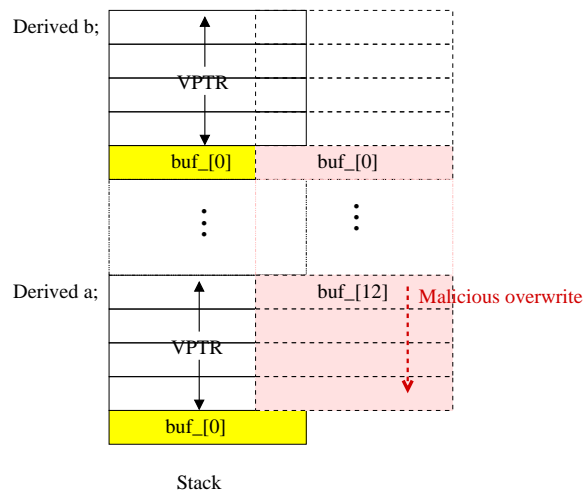 Derived b;
VPTR
buf_[0] buf_[0]
Derived a;
buf_[12]
Malicious overwrite
VPTR
buf_[0]
Stack